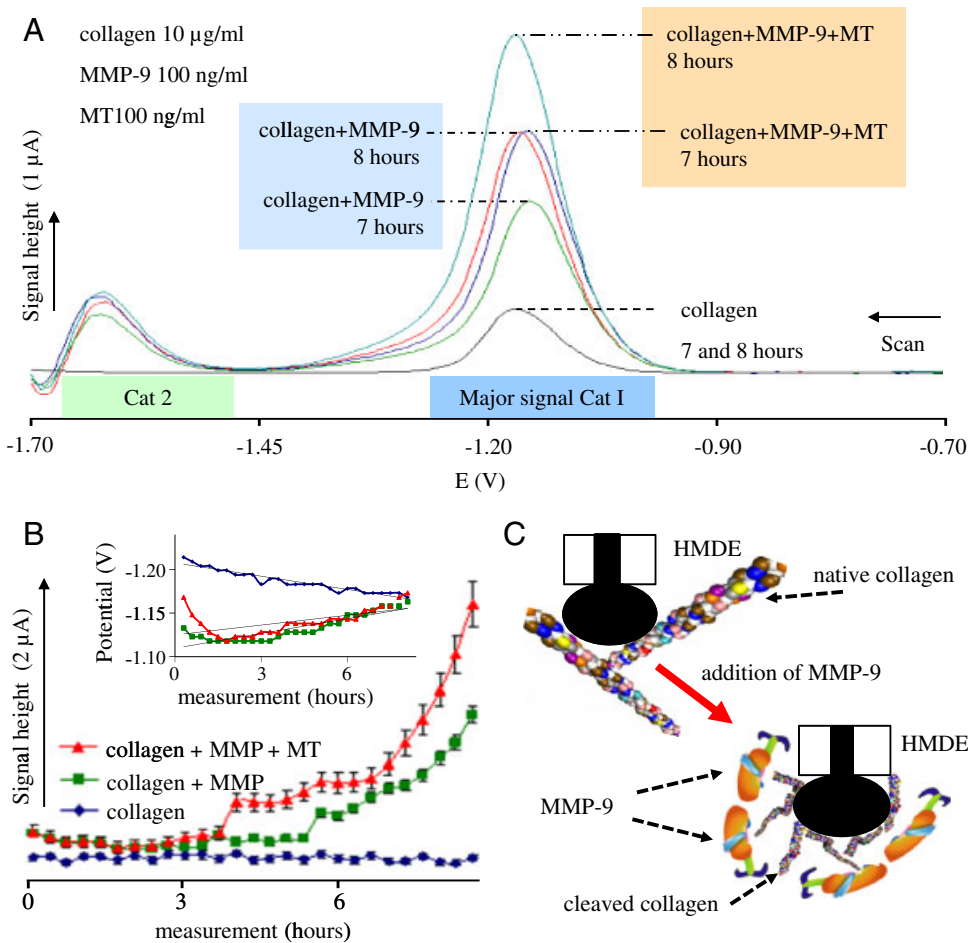 A
collagen 10 µg/ml
MMP-9 100 ng/ml
MT100 ng/ml
Signal height (1 µA)
collagen+MMP-9
8 hours
collagen+MMP-9
7 hours
collagen+MMP-9+MT
8 hours
collagen+MMP-9+MT
7 hours
collagen
7 and 8 hours
Scan
Cat 2
Major signal Cat I
-1.70
-1.45
-1.20
-0.90
-0.70
E (V)
B
Signal height (2 µA)
Potential (V)
-1.20
-1.15
-1.10
0
3
6
measurement (hours)
collagen + MMP + MT
collagen + MMP
collagen
0
3
6
measurement (hours)
C
HMDE
native collagen
addition of MMP-9
HMDE
MMP-9
cleaved collagen